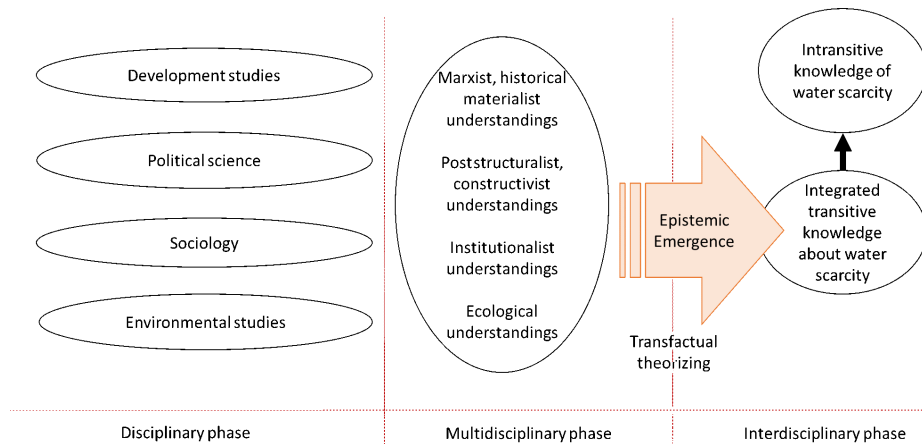 Development studies
Political science
Sociology
Environmental studies
Marxist, historical
materialist
understandings
Poststructuralist,
constructivist
understandings
Institutionalist
understandings
Ecological
understandings
Epistemic
Emergence
Transfactual
theorizing
Intransitive
knowledge of
water scarcity
Integrated
transitive
knowledge
about water
scarcity
Disciplinary phase
Multidisciplinary phase
Interdisciplinary phase